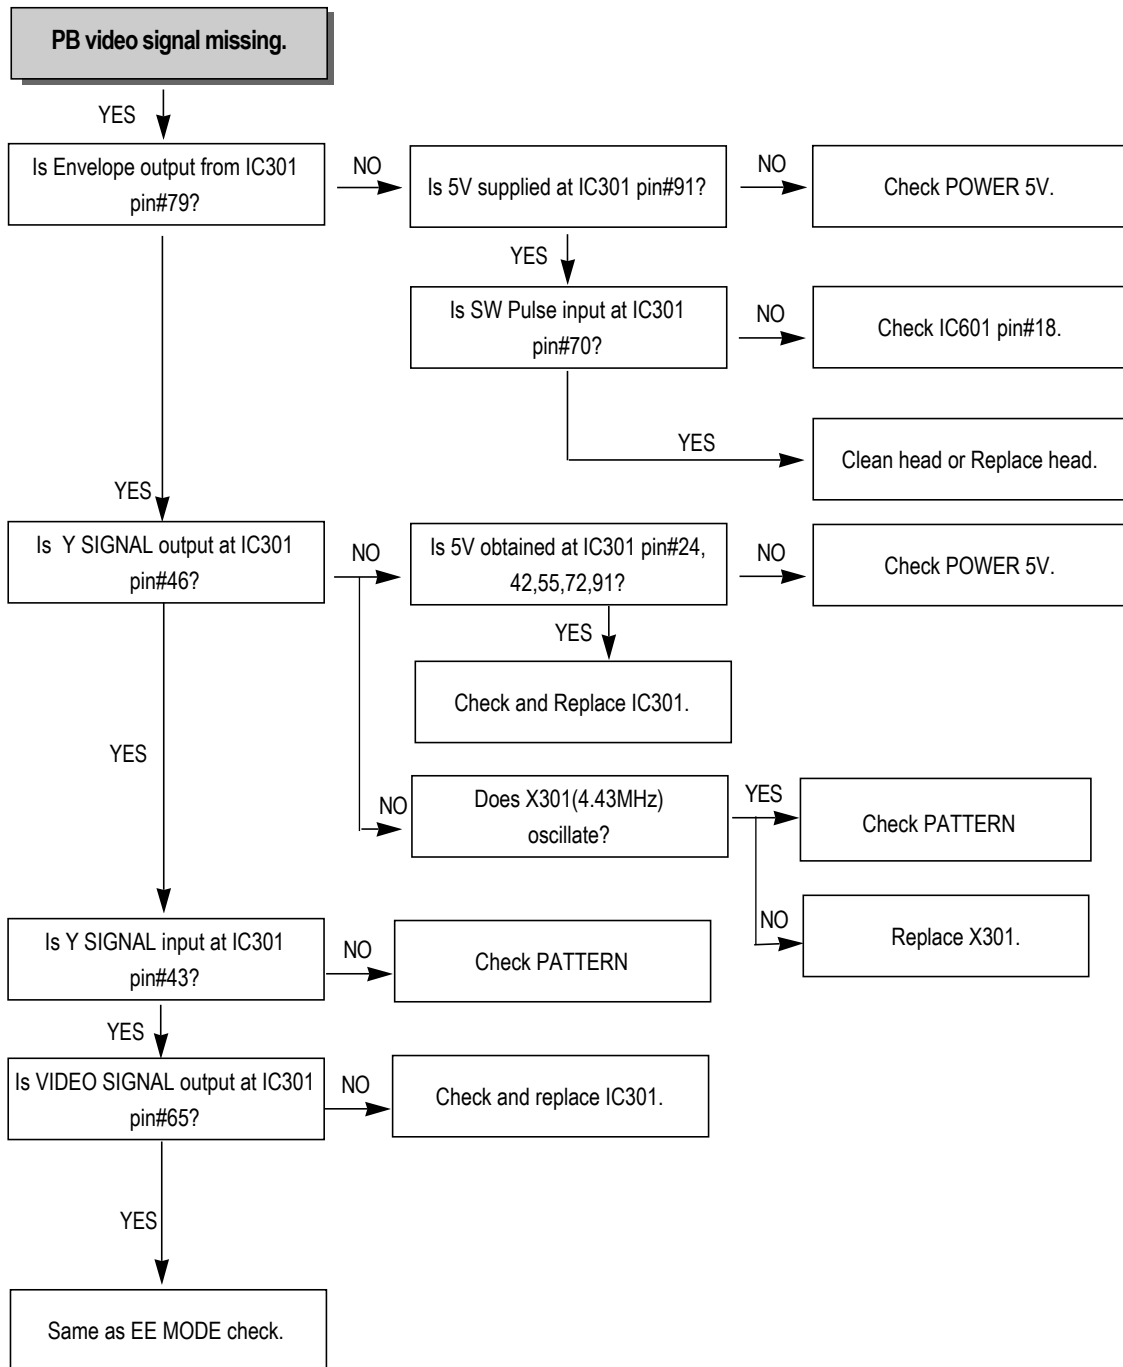 PB video signal missing.
YES
Is Envelope output from IC301
pin#79?
NO
Is 5V supplied at IC301 pin#91?
NO
Check POWER 5V.
YES
Is SW Pulse input at IC301
pin#70?
NO
Check IC601 pin#18.
YES
Clean head or Replace head.
YES
Is Y SIGNAL output at IC301
pin#46?
NO
Is 5V obtained at IC301 pin#24,
42,55,72,91?
NO
Check POWER 5V.
YES
Check and Replace IC301.
YES
NO
Does X301(4.43MHz)
oscillate?
YES
Check PATTERN
NO
Replace X301.
Is Y SIGNAL input at IC301
pin#43?
NO
Check PATTERN
YES
Is VIDEO SIGNAL output at IC301
pin#65?
NO
Check and replace IC301.
YES
Same as EE MODE check.